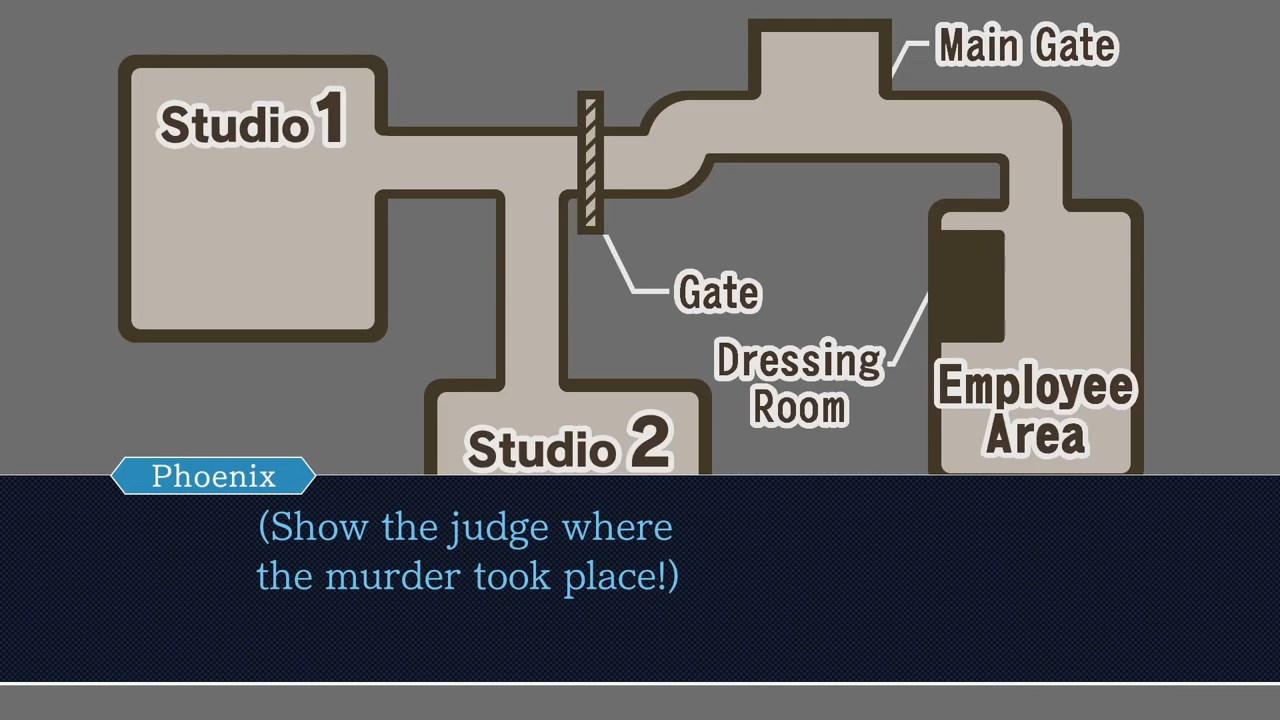 Main Gate
Studio 1
Gate
Dressing
Room
Employee
Area
Studio 2
Phoenix
(Show the judge where
the murder took place!)